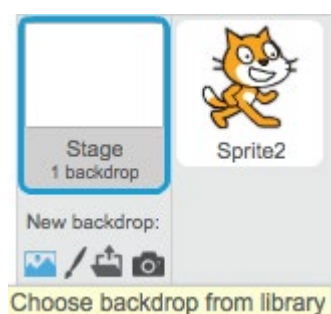 Stage
1 backdrop
Sprite2
New backdrop:
Choose backdrop from library